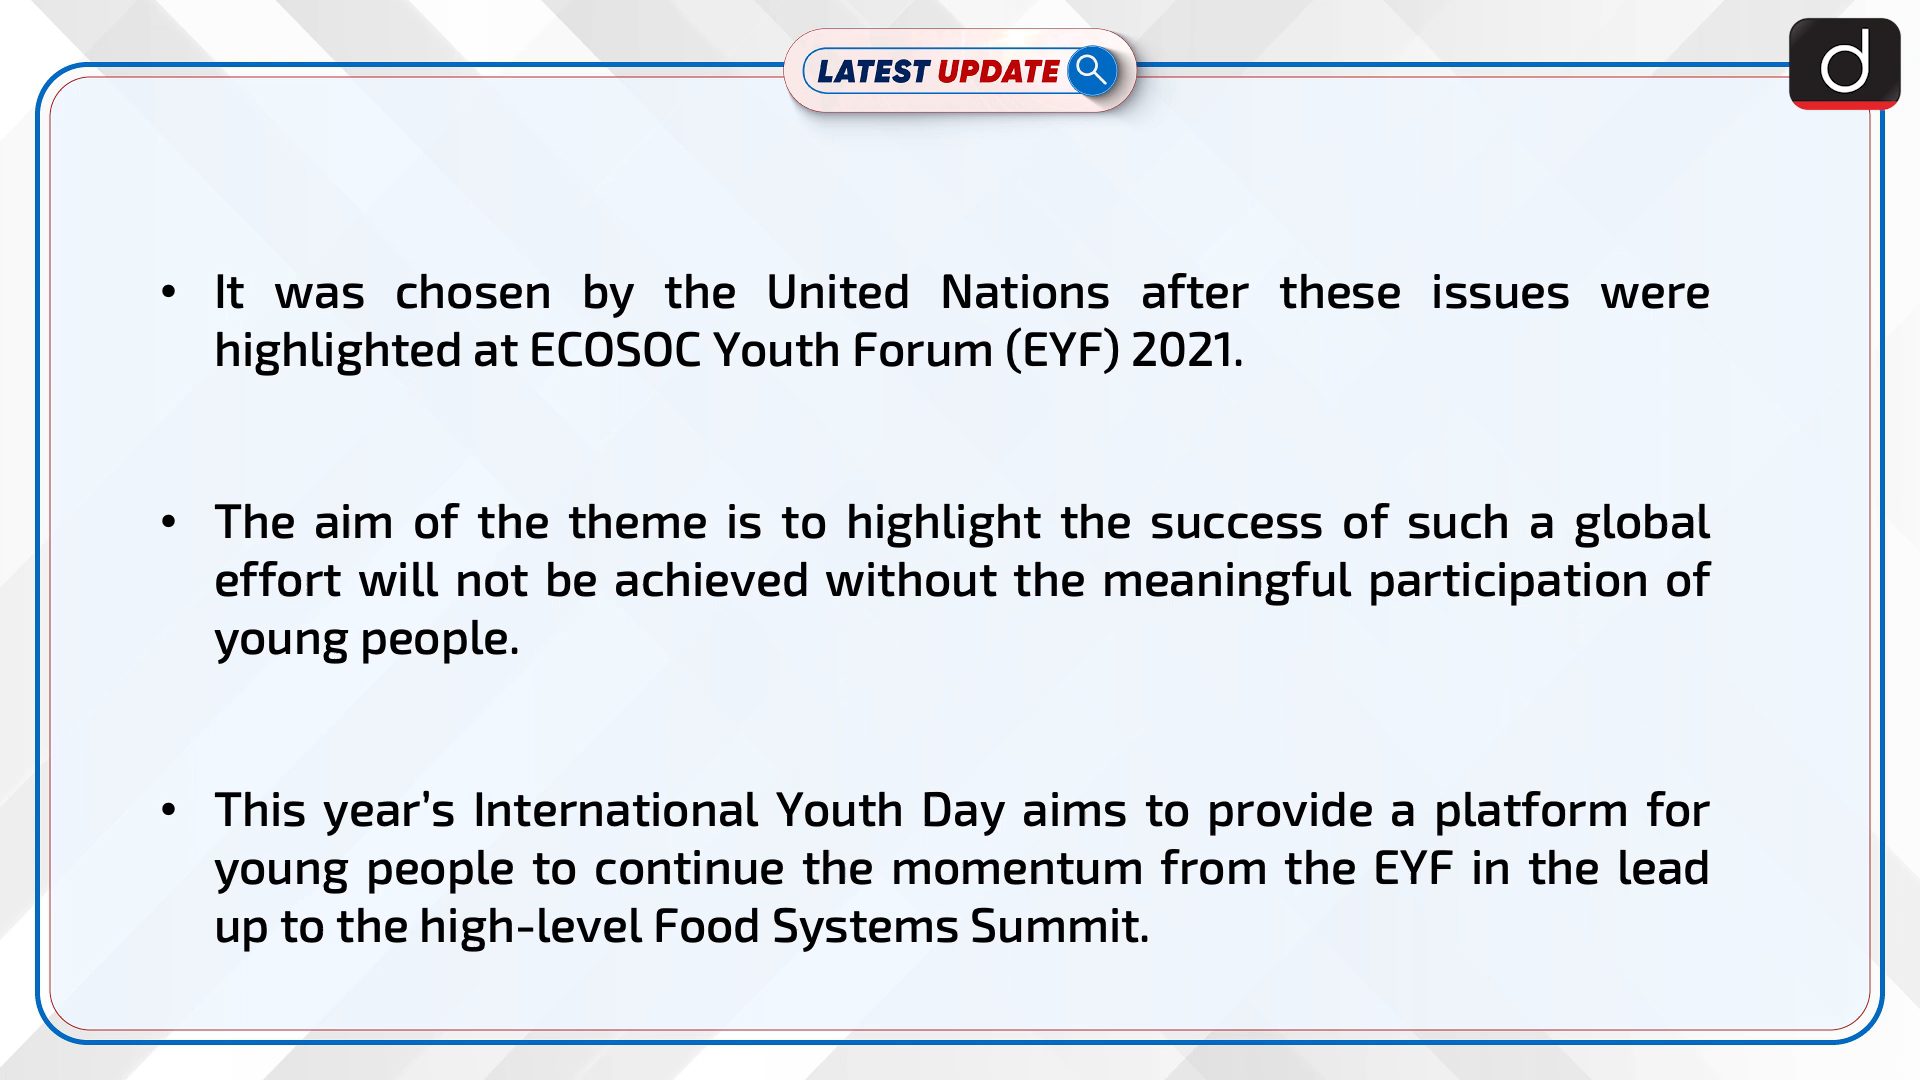 LATEST UPDATE
d
• It was chosen by the United Nations after these issues were
highlighted at ECOSOC Youth Forum (EYF) 2021.
• The aim of the theme is to highlight the success of such a global
effort will not be achieved without the meaningful participation of
young people.
• This year’s International Youth Day aims to provide a platform for
young people to continue the momentum from the EYF in the lead
up to the high-level Food Systems Summit.